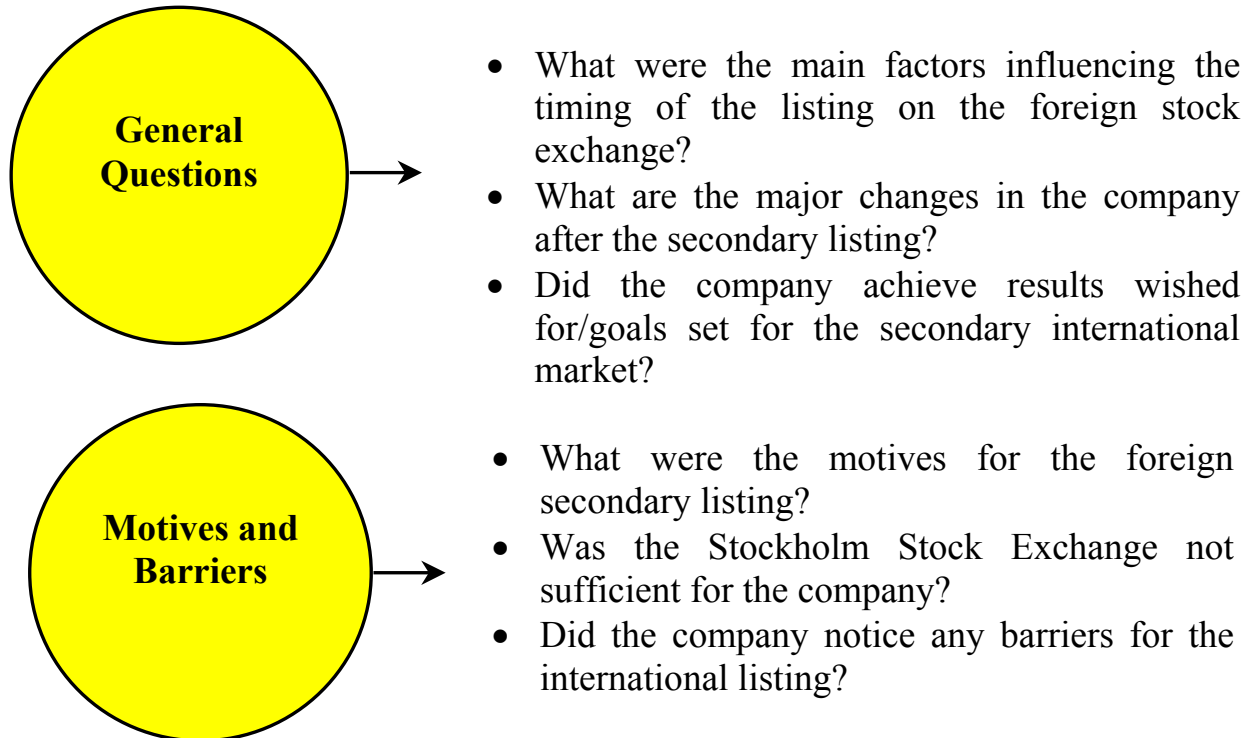 General
Questions
• What were the main factors influencing the
timing of the listing on the foreign stock
exchange?
• What are the major changes in the company
after the secondary listing?
• Did the company achieve results wished
for/goals set for the secondary international
market?
Motives and
Barriers
• What were the motives for the foreign
secondary listing?
• Was the Stockholm Stock Exchange not
sufficient for the company?
• Did the company notice any barriers for the
international listing?